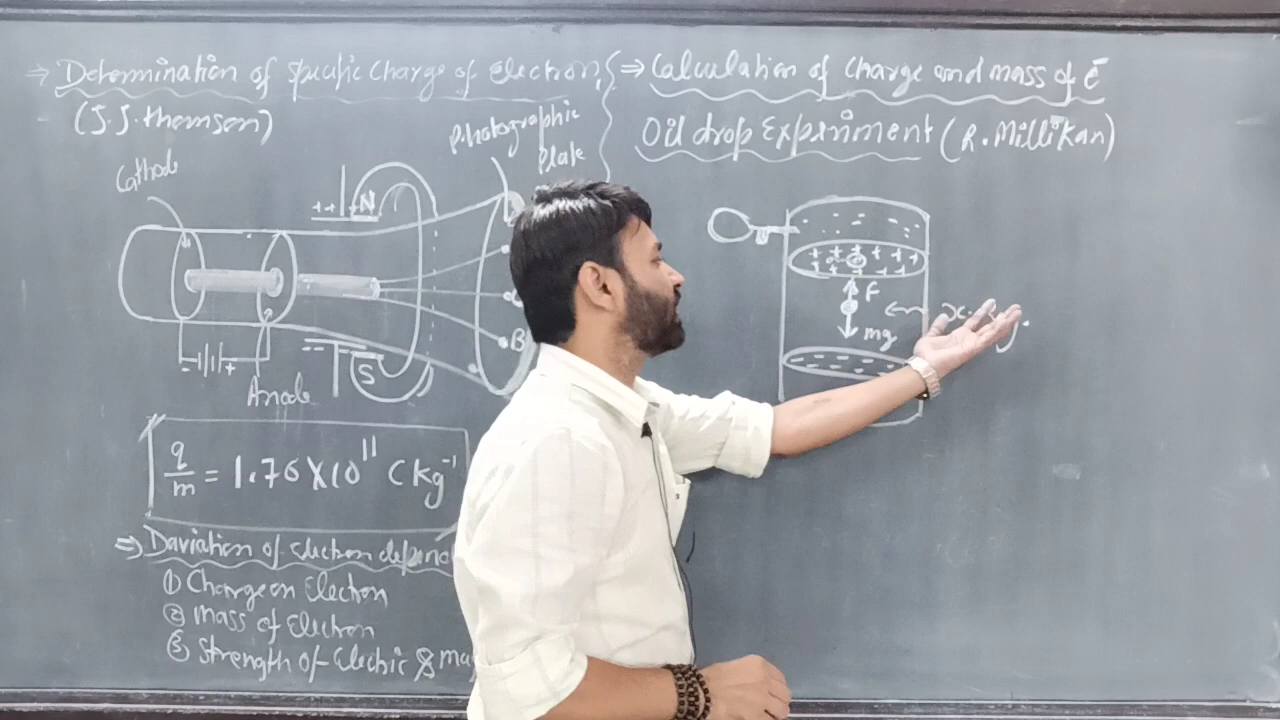 ⇒ Determination of specific Charge of Electron
(J.J. thomson)
Cathode
Photographic
Plate
++ + N
B
-- S
- +
Anode
q/m = 1.76 X 10¹¹ C kg⁻¹
⇒ Daviation of electron
① Charge on Electron
② Mass of Electron
③ Strength of Electric &
⇒ Calculation of Charge and mass of ē
Oil drop Experiment (R. Millikan)
+ + + + + + + +
F
mg
- - - - - -